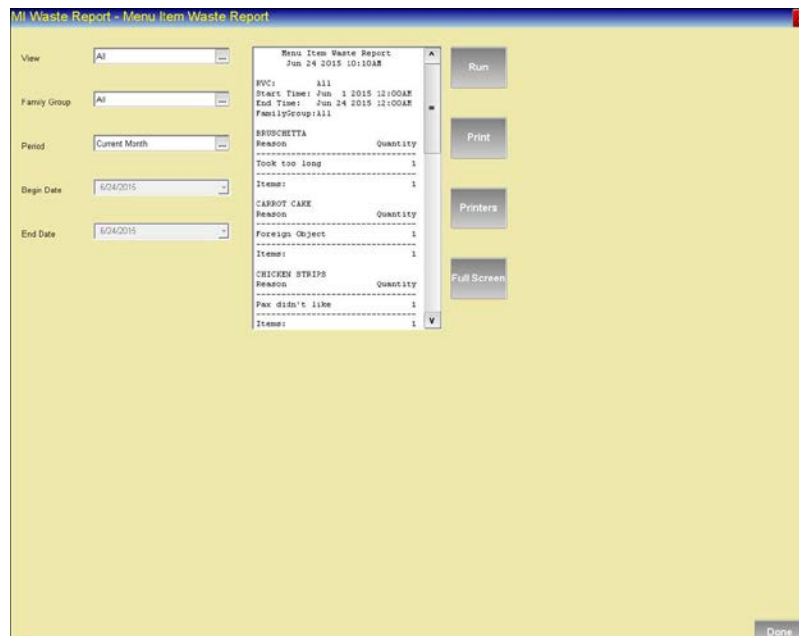 MI Waste Report - Menu Item Waste Report
View
All
...
Family Group
All
...
Period
Current Month
...
Begin Date
6/24/2015
End Date
6/24/2015
Menu Item Waste Report
Jun 24 2015 10:10AM
RVC: All
Start Time: Jun 1 2015 12:00AM
End Time: Jun 24 2015 12:00AM
FamilyGroup:All
BRUSCHETTA
Reason Quantity
--------------------------------
Took too long 1
--------------------------------
Items: 1
CARROT CAKE
Reason Quantity
--------------------------------
Foreign Object 1
--------------------------------
Items: 1
CHICKEN STRIPS
Reason Quantity
--------------------------------
Pax didn't like 1
--------------------------------
Items: 1
Run
Print
Printers
Full Screen
Done